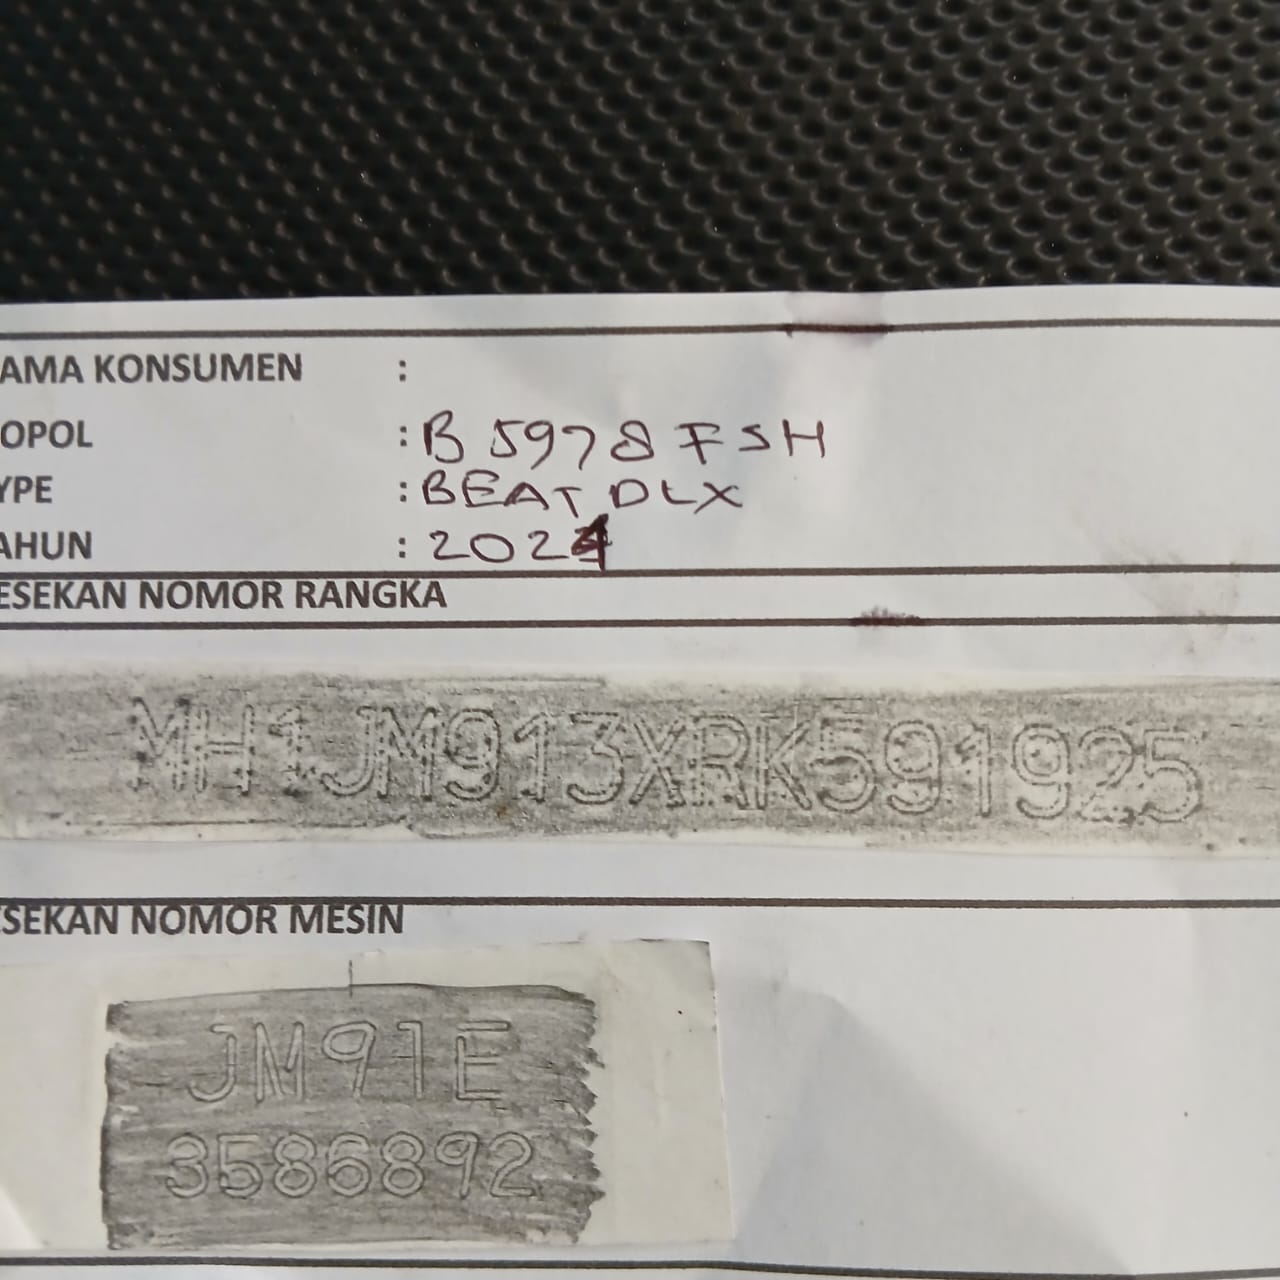 AMA KONSUMEN :
OPOL : B 5978 FSH
YPE : BEAT DLX
AHUN : 2024
ESEKAN NOMOR RANGKA
MH1JM913XRK591925
SEKAN NOMOR MESIN
JM91E
3586892